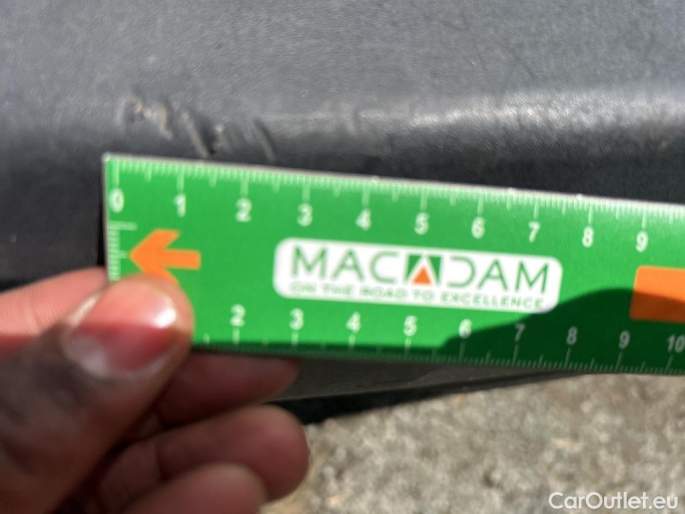 0 1 2 3 4 5 6 7 8 9
MACADAM
ON THE ROAD TO EXCELLENCE
2 3 4 5 6 7 8 9 10
CarOutlet.eu